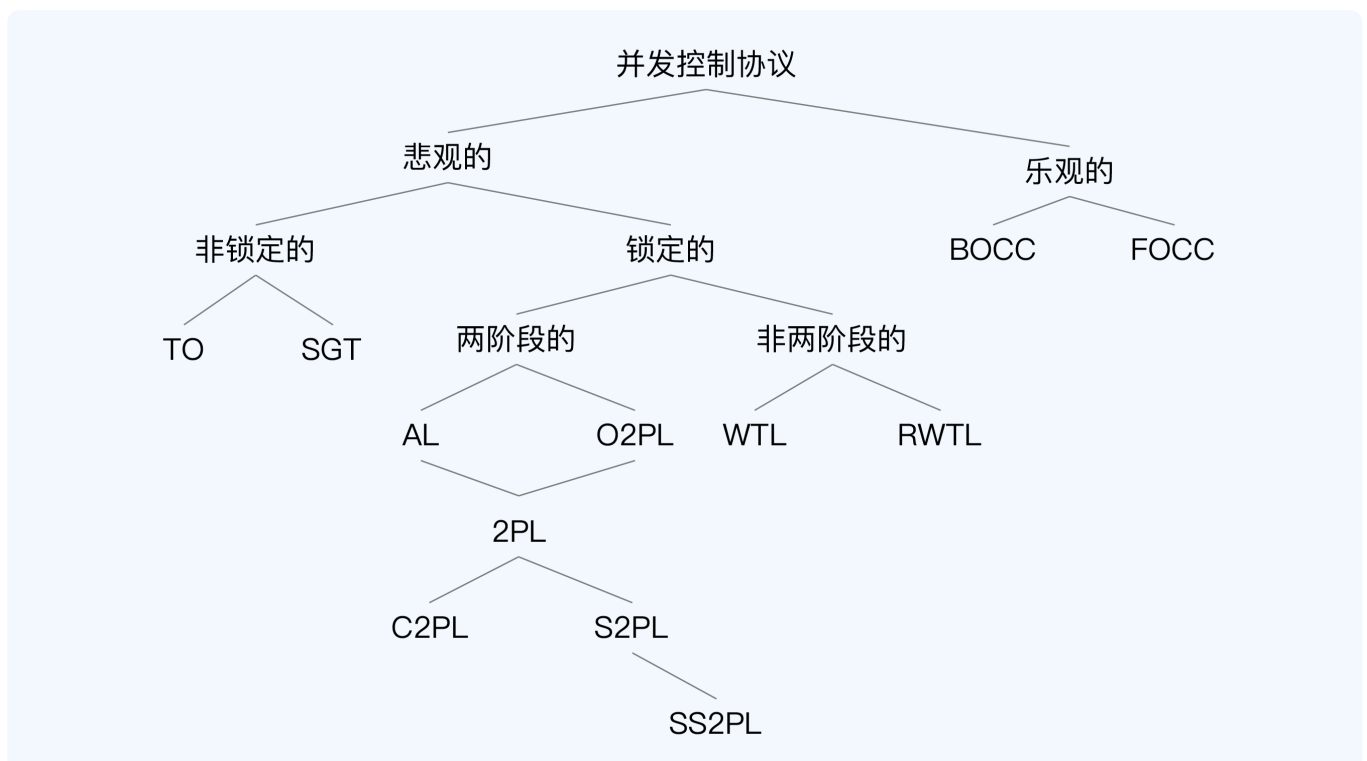 并发控制协议
悲观的
乐观的
非锁定的
锁定的
BOCC
FOCC
TO
SGT
两阶段的
非两阶段的
AL
O2PL
WTL
RWTL
2PL
C2PL
S2PL
SS2PL